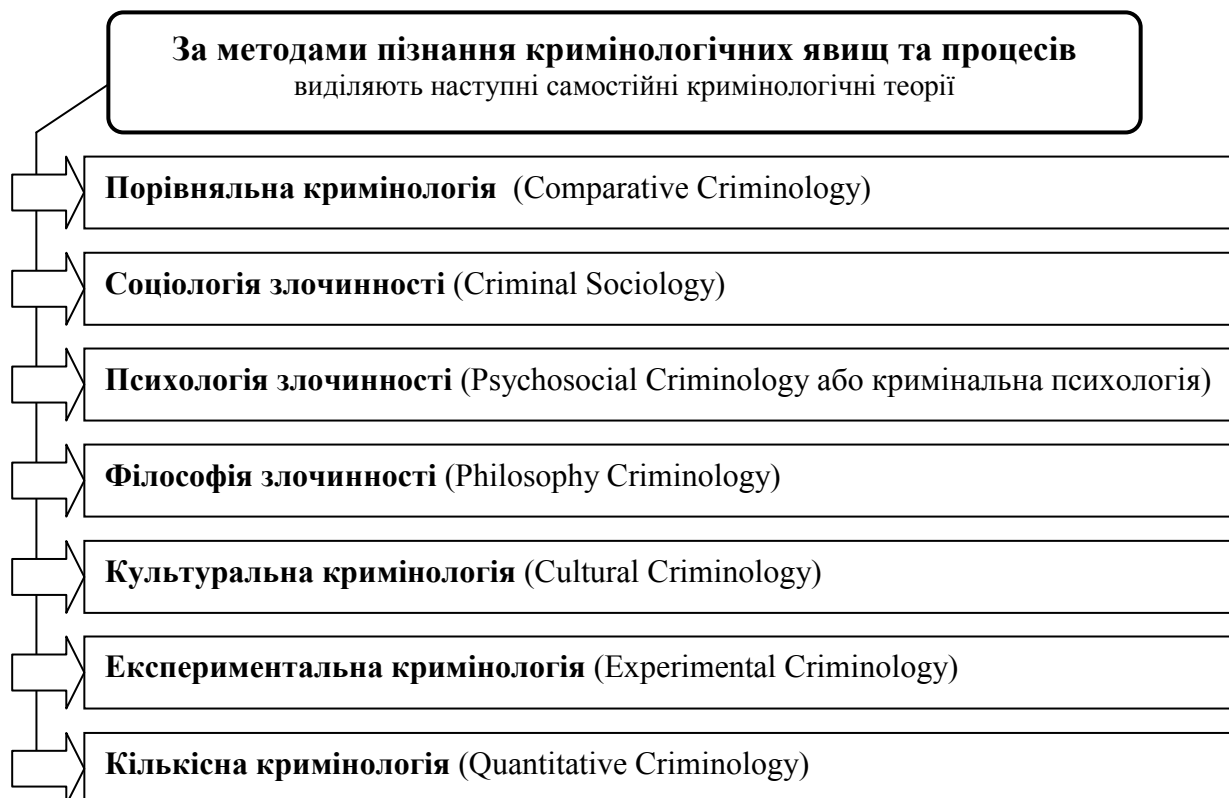 За методами пізнання кримінологічних явищ та процесів
виділяють наступні самостійні кримінологічні теорії
Порівняльна кримінологія (Comparative Criminology)
Соціологія злочинності (Criminal Sociology)
Психологія злочинності (Psychosocial Criminology або кримінальна психологія)
Філософія злочинності (Philosophy Criminology)
Культуральна кримінологія (Cultural Criminology)
Експериментальна кримінологія (Experimental Criminology)
Кількісна кримінологія (Quantitative Criminology)